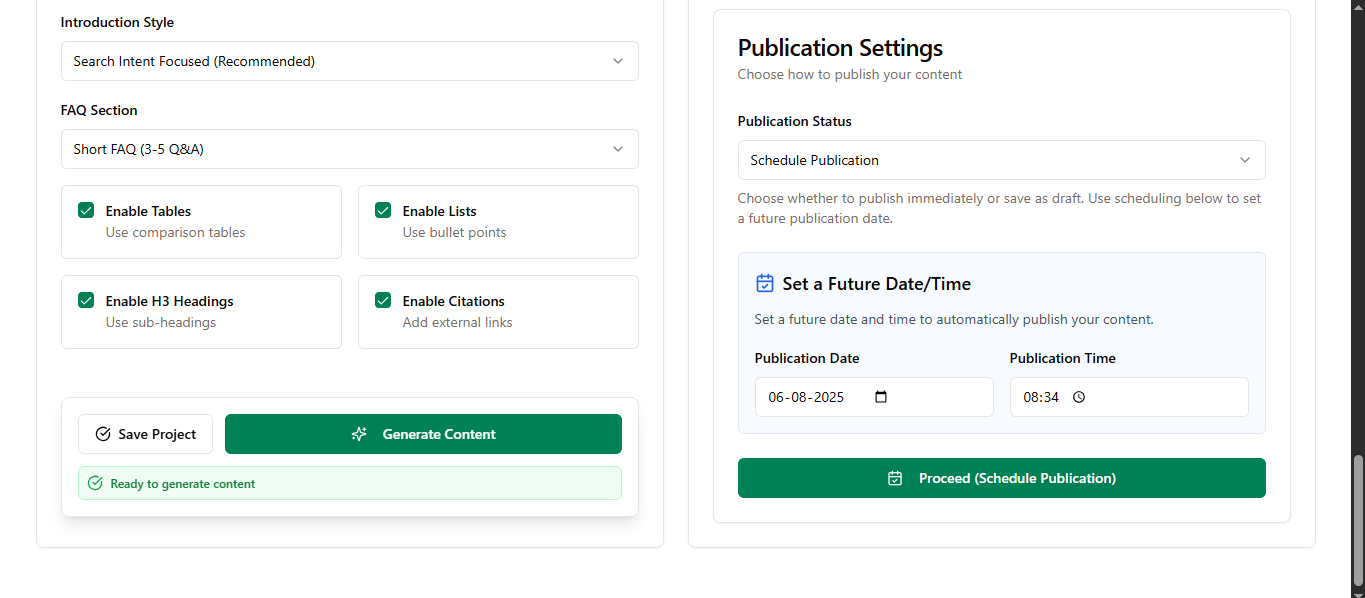 Introduction Style
Search Intent Focused (Recommended)
FAQ Section
Short FAQ (3-5 Q&A)
Enable Tables
Use comparison tables
Enable Lists
Use bullet points
Enable H3 Headings
Use sub-headings
Enable Citations
Add external links
Save Project
Generate Content
Ready to generate content
Publication Settings
Choose how to publish your content
Publication Status
Schedule Publication
Choose whether to publish immediately or save as draft. Use scheduling below to set
a future publication date.
Set a Future Date/Time
Set a future date and time to automatically publish your content.
Publication Date
06-08-2025
Publication Time
08:34
Proceed (Schedule Publication)